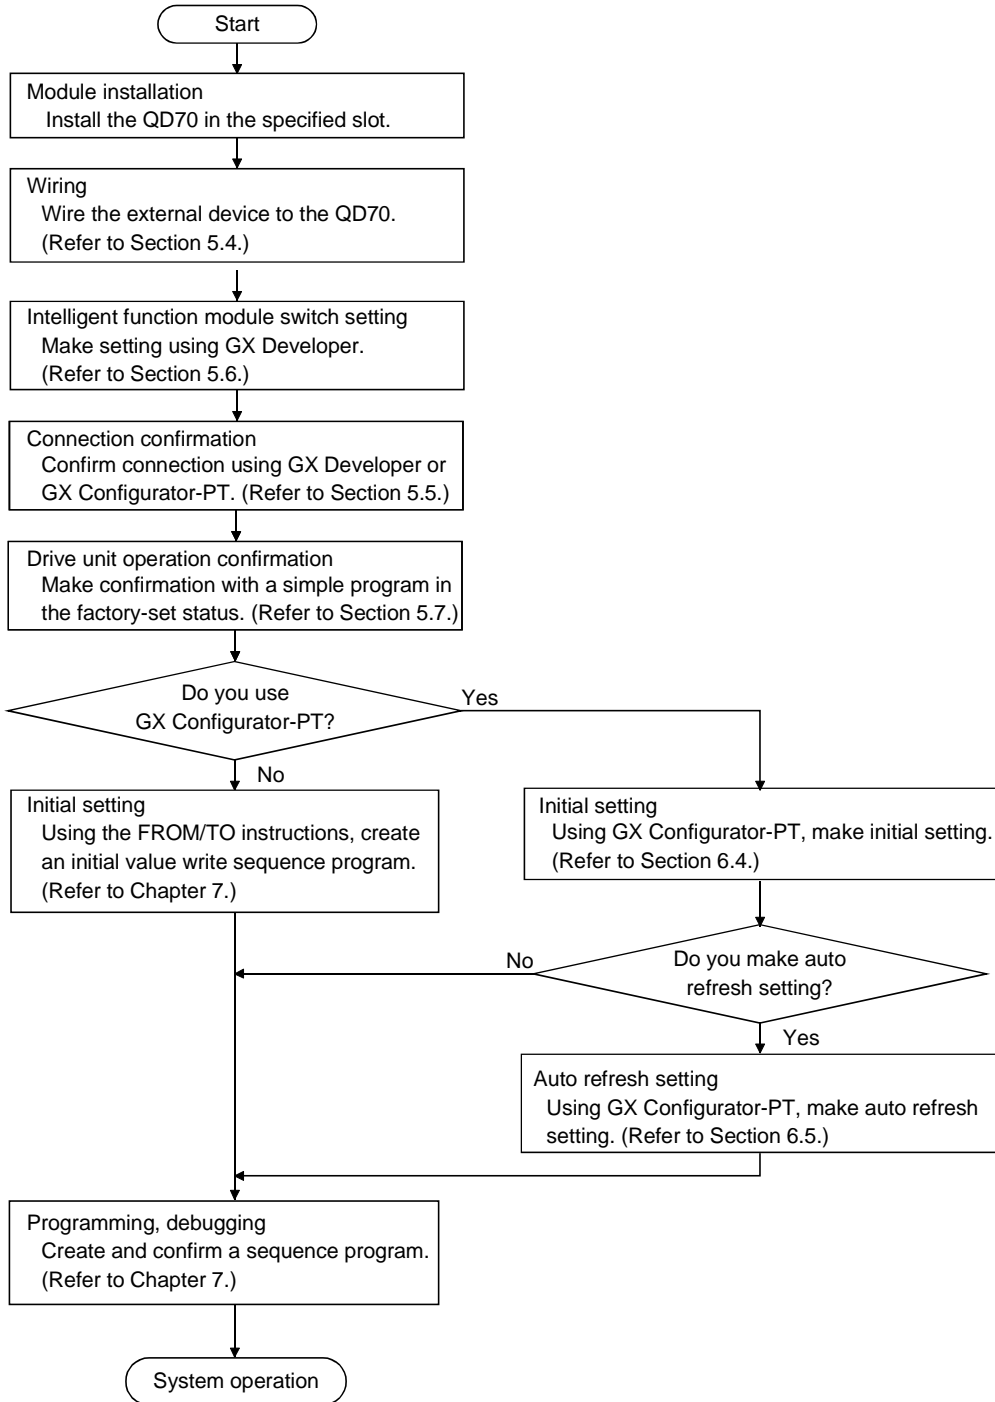 Start
Module installation
Install the QD70 in the specified slot.
Wiring
Wire the external device to the QD70.
(Refer to Section 5.4.)
Intelligent function module switch setting
Make setting using GX Developer.
(Refer to Section 5.6.)
Connection confirmation
Confirm connection using GX Developer or
GX Configurator-PT. (Refer to Section 5.5.)
Drive unit operation confirmation
Make confirmation with a simple program in
the factory-set status. (Refer to Section 5.7.)
Do you use
GX Configurator-PT?
Yes
No
Initial setting
Using the FROM/TO instructions, create
an initial value write sequence program.
(Refer to Chapter 7.)
Initial setting
Using GX Configurator-PT, make initial setting.
(Refer to Section 6.4.)
Do you make auto
refresh setting?
No
Yes
Auto refresh setting
Using GX Configurator-PT, make auto refresh
setting. (Refer to Section 6.5.)
Programming, debugging
Create and confirm a sequence program.
(Refer to Chapter 7.)
System operation